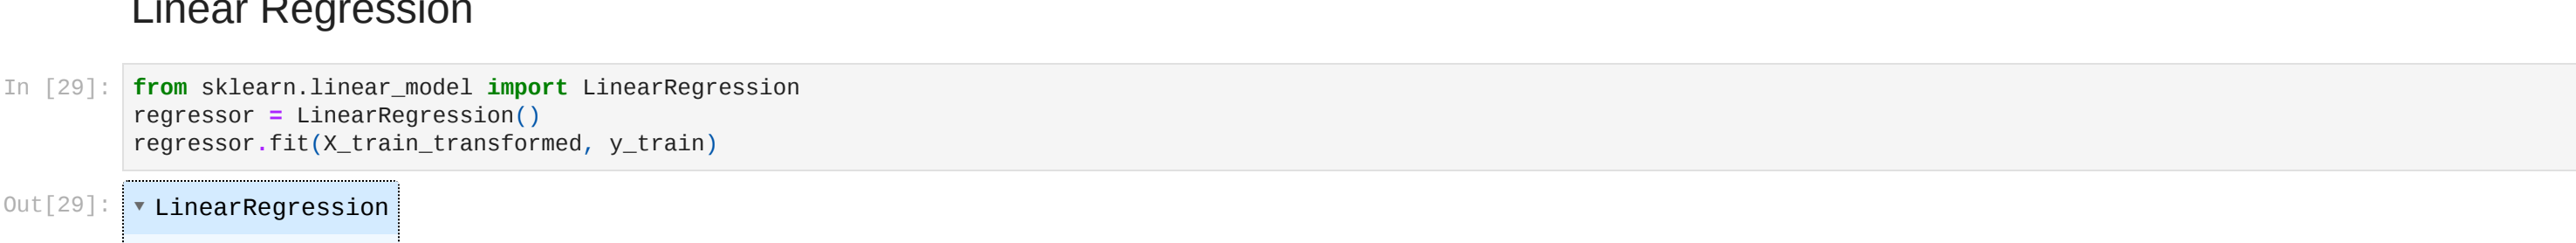 Linear Regression
In [29]:
from sklearn.linear_model import LinearRegression
regressor = LinearRegression()
regressor.fit(X_train_transformed, y_train)
Out[29]:
▾ LinearRegression